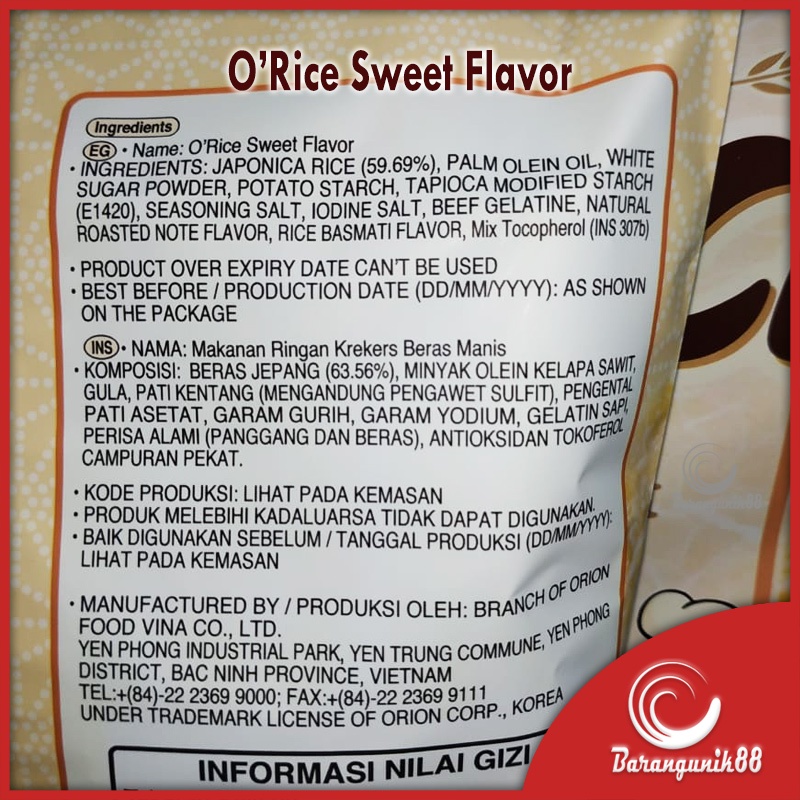 O'Rice Sweet Flavor
Ingredients
EG • Name: O'Rice Sweet Flavor
• INGREDIENTS: JAPONICA RICE (59.69%), PALM OLEIN OIL, WHITE
SUGAR POWDER, POTATO STARCH, TAPIOCA MODIFIED STARCH
(E1420), SEASONING SALT, IODINE SALT, BEEF GELATINE, NATURAL
ROASTED NOTE FLAVOR, RICE BASMATI FLAVOR, Mix Tocopherol (INS 307b)
• PRODUCT OVER EXPIRY DATE CAN'T BE USED
• BEST BEFORE / PRODUCTION DATE (DD/MM/YYYY): AS SHOWN
ON THE PACKAGE
INS • NAMA: Makanan Ringan Krekers Beras Manis
• KOMPOSISI: BERAS JEPANG (63.56%), MINYAK OLEIN KELAPA SAWIT,
GULA, PATI KENTANG (MENGANDUNG PENGAWET SULFIT), PENGENTAL
PATI ASETAT, GARAM GURIH, GARAM YODIUM, GELATIN SAPI,
PERISA ALAMI (PANGGANG DAN BERAS), ANTIOKSIDAN TOKOFEROL
CAMPURAN PEKAT.
• KODE PRODUKSI: LIHAT PADA KEMASAN
• PRODUK MELEBIHI KADALUARSA TIDAK DAPAT DIGUNAKAN.
• BAIK DIGUNAKAN SEBELUM / TANGGAL PRODUKSI (DD/MM/YYYY):
LIHAT PADA KEMASAN
• MANUFACTURED BY / PRODUKSI OLEH: BRANCH OF ORION
FOOD VINA CO., LTD.
YEN PHONG INDUSTRIAL PARK, YEN TRUNG COMMUNE, YEN PHONG
DISTRICT, BAC NINH PROVINCE, VIETNAM
TEL:+(84)-22 2369 9000; FAX:+(84)-22 2369 9111
UNDER TRADEMARK LICENSE OF ORION CORP., KOREA
INFORMASI NILAI GIZI
Barangunik88